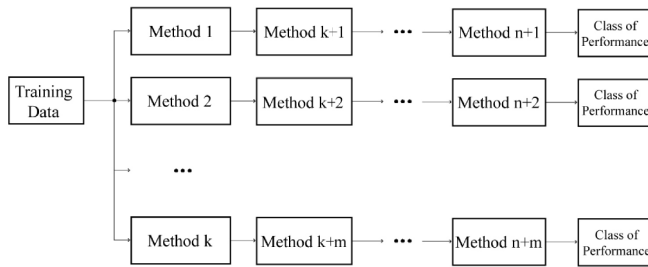 Method 1
Method k+1
•••
Method n+1
Class of
Performance
Training
Data
Method 2
Method k+2
•••
Method n+2
Class of
Performance
•••
Method k
Method k+m
•••
Method n+m
Class of
Performance